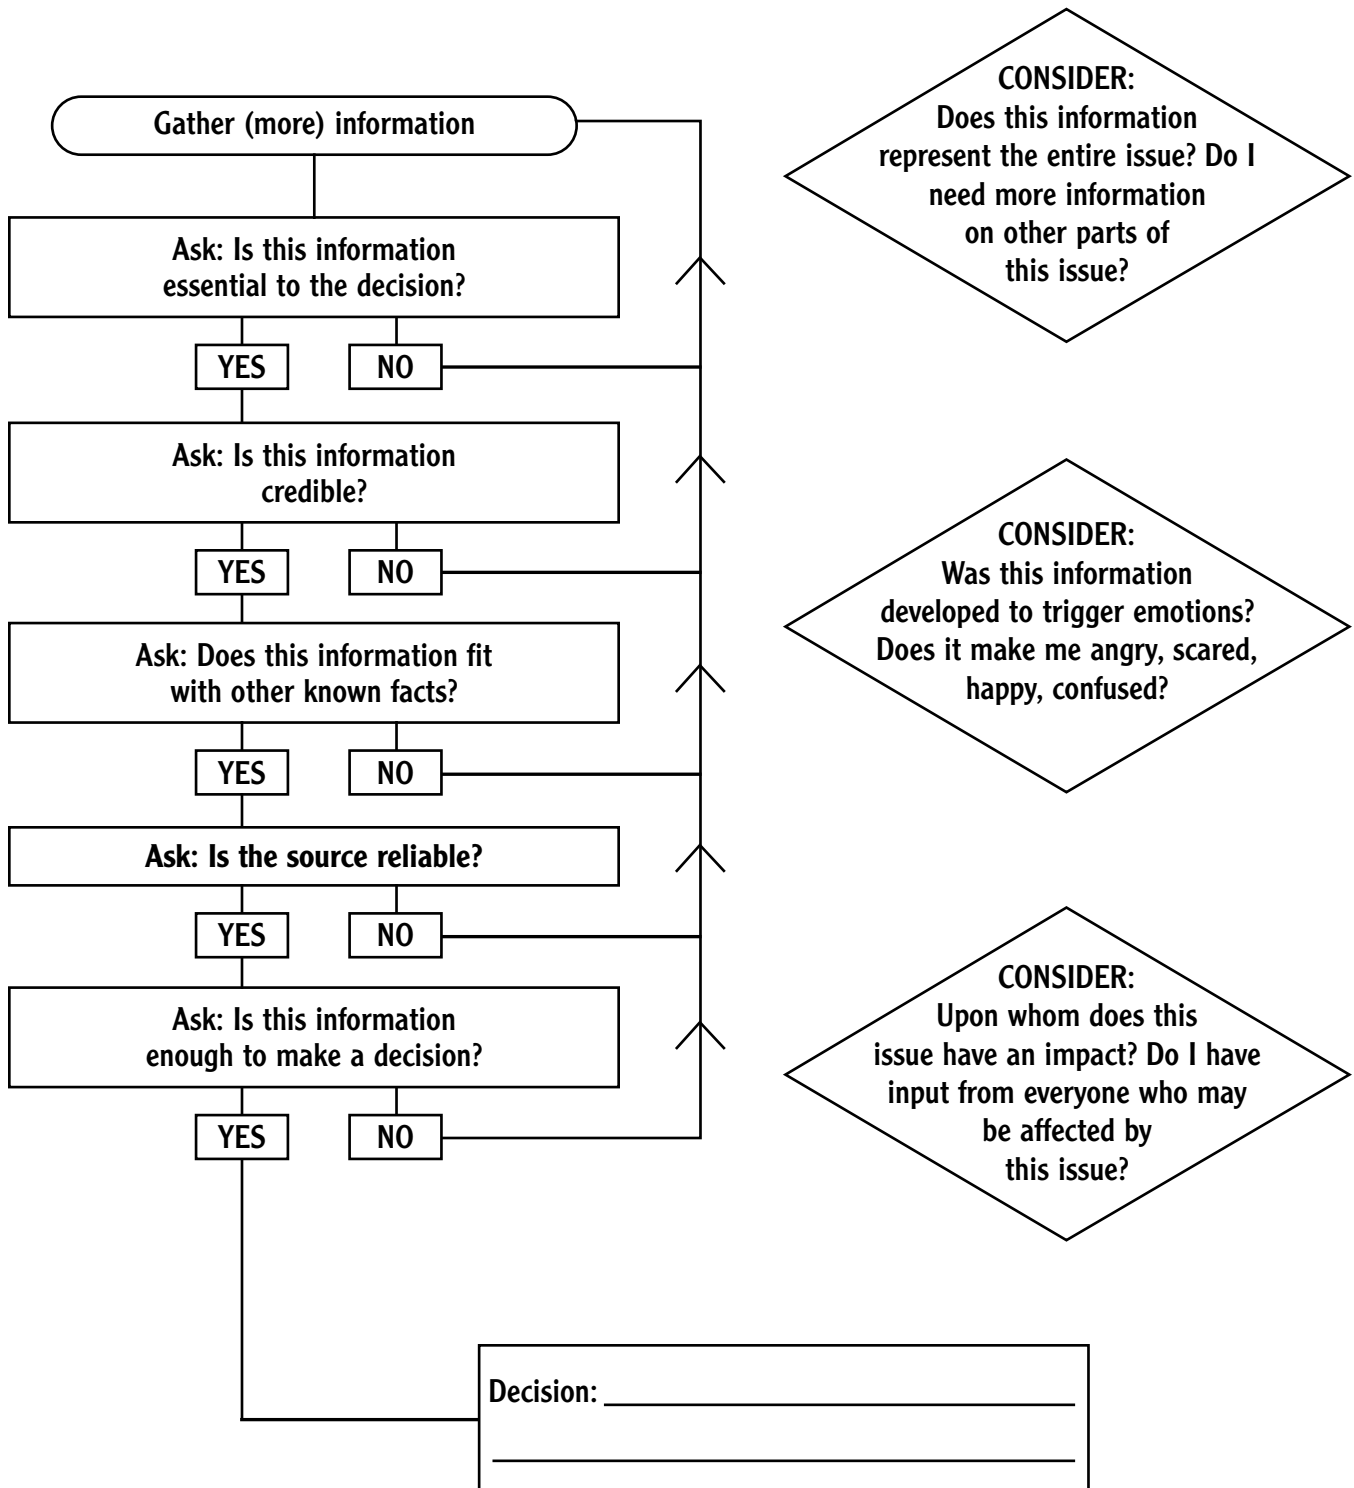 Gather (more) information
Ask: Is this information
essential to the decision?
YES
NO
Ask: Is this information
credible?
YES
NO
Ask: Does this information fit
with other known facts?
YES
NO
Ask: Is the source reliable?
YES
NO
Ask: Is this information
enough to make a decision?
YES
NO
CONSIDER:
Does this information
represent the entire issue? Do I
need more information
on other parts of
this issue?
CONSIDER:
Was this information
developed to trigger emotions?
Does it make me angry, scared,
happy, confused?
CONSIDER:
Upon whom does this
issue have an impact? Do I have
input from everyone who may
be affected by
this issue?
Decision: